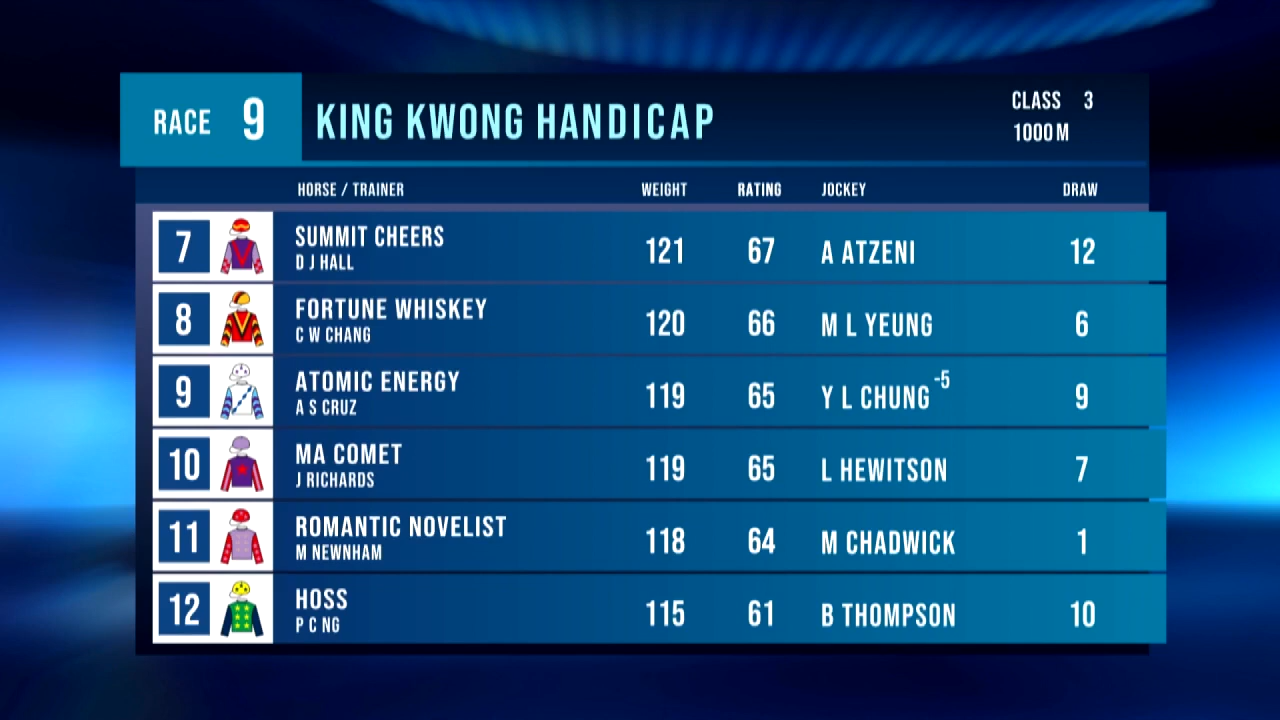 RACE 9 KING KWONG HANDICAP CLASS 3
1000M
HORSE / TRAINER WEIGHT RATING JOCKEY DRAW
7 SUMMIT CHEERS 121 67 A ATZENI 12
D J HALL
8 FORTUNE WHISKEY 120 66 M L YEUNG 6
C W CHANG
9 ATOMIC ENERGY 119 65 Y L CHUNG -5 9
A S CRUZ
10 MA COMET 119 65 L HEWITSON 7
J RICHARDS
11 ROMANTIC NOVELIST 118 64 M CHADWICK 1
M NEWNHAM
12 HOSS 115 61 B THOMPSON 10
P C NG